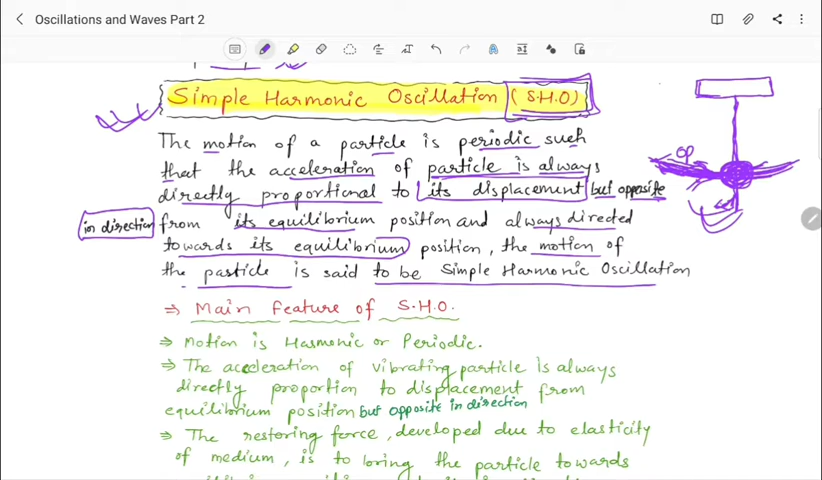 Oscillations and Waves Part 2
Simple Harmonic Oscillation (S.H.O)
The motion of a particle is periodic such
that the acceleration of particle is always
directly proportional to its displacement but opposite
in direction from its equilibrium position and always directed
towards its equilibrium position, the motion of
the particle is said to be Simple Harmonic Oscillation
op
⇒ Main Feature of S.H.O.
⇒ Motion is Harmonic or Periodic.
⇒ The acceleration of vibrating particle is always
directly proportion to displacement from
equilibrium position but opposite in direction
⇒ The restoring force, developed due to elasticity
of medium, is to bring the particle towards